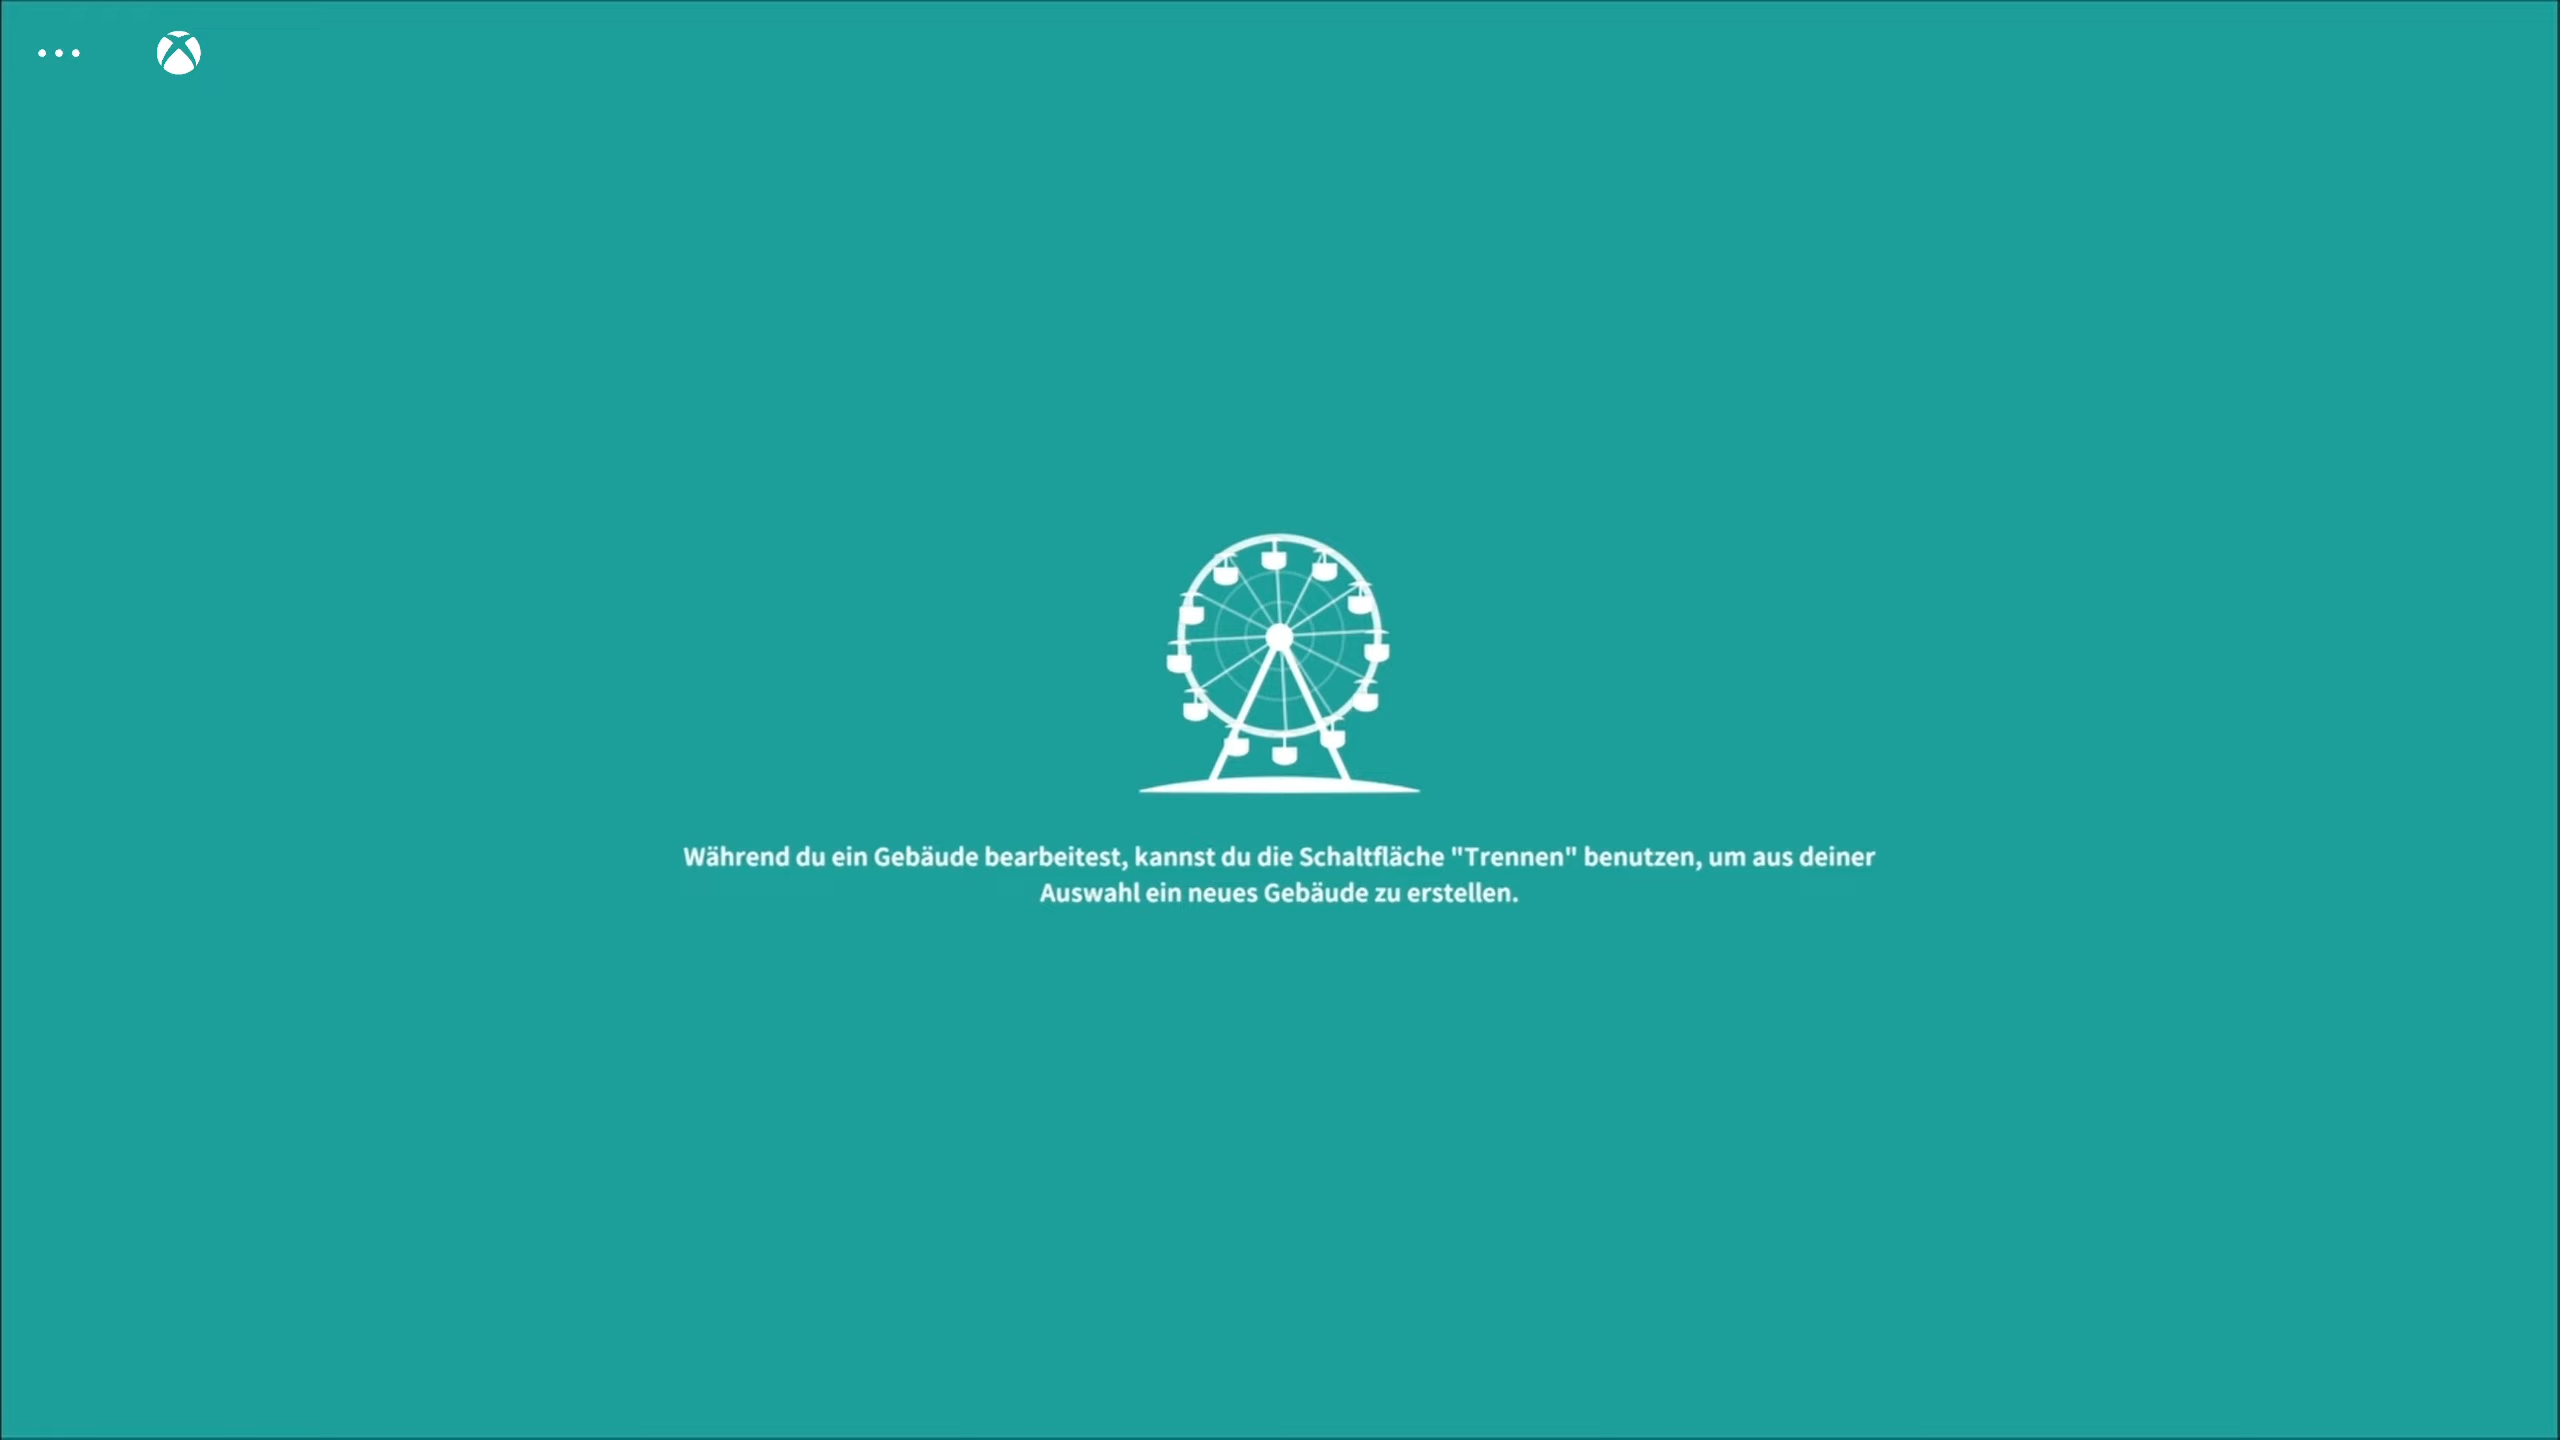 Während du ein Gebäude bearbeitest, kannst du die Schaltfläche "Trennen" benutzen, um aus deiner
Auswahl ein neues Gebäude zu erstellen.